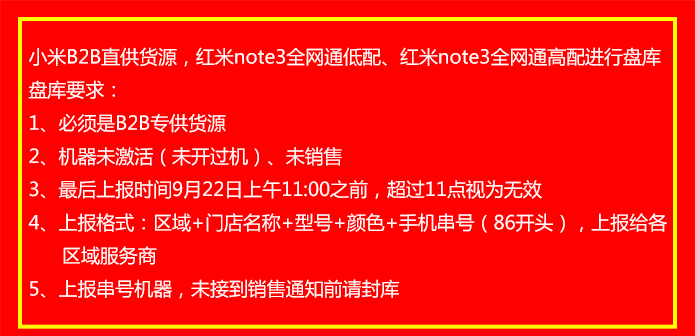 小米B2B直供货源，红米note3全网通低配、红米note3全网通高配进行盘库
盘库要求：
1、必须是B2B专供货源
2、机器未激活（未开过机）、未销售
3、最后上报时间9月22日上午11:00之前，超过11点视为无效
4、上报格式：区域+门店名称+型号+颜色+手机串号（86开头），上报给各
区域服务商
5、上报串号机器，未接到销售通知前请封库